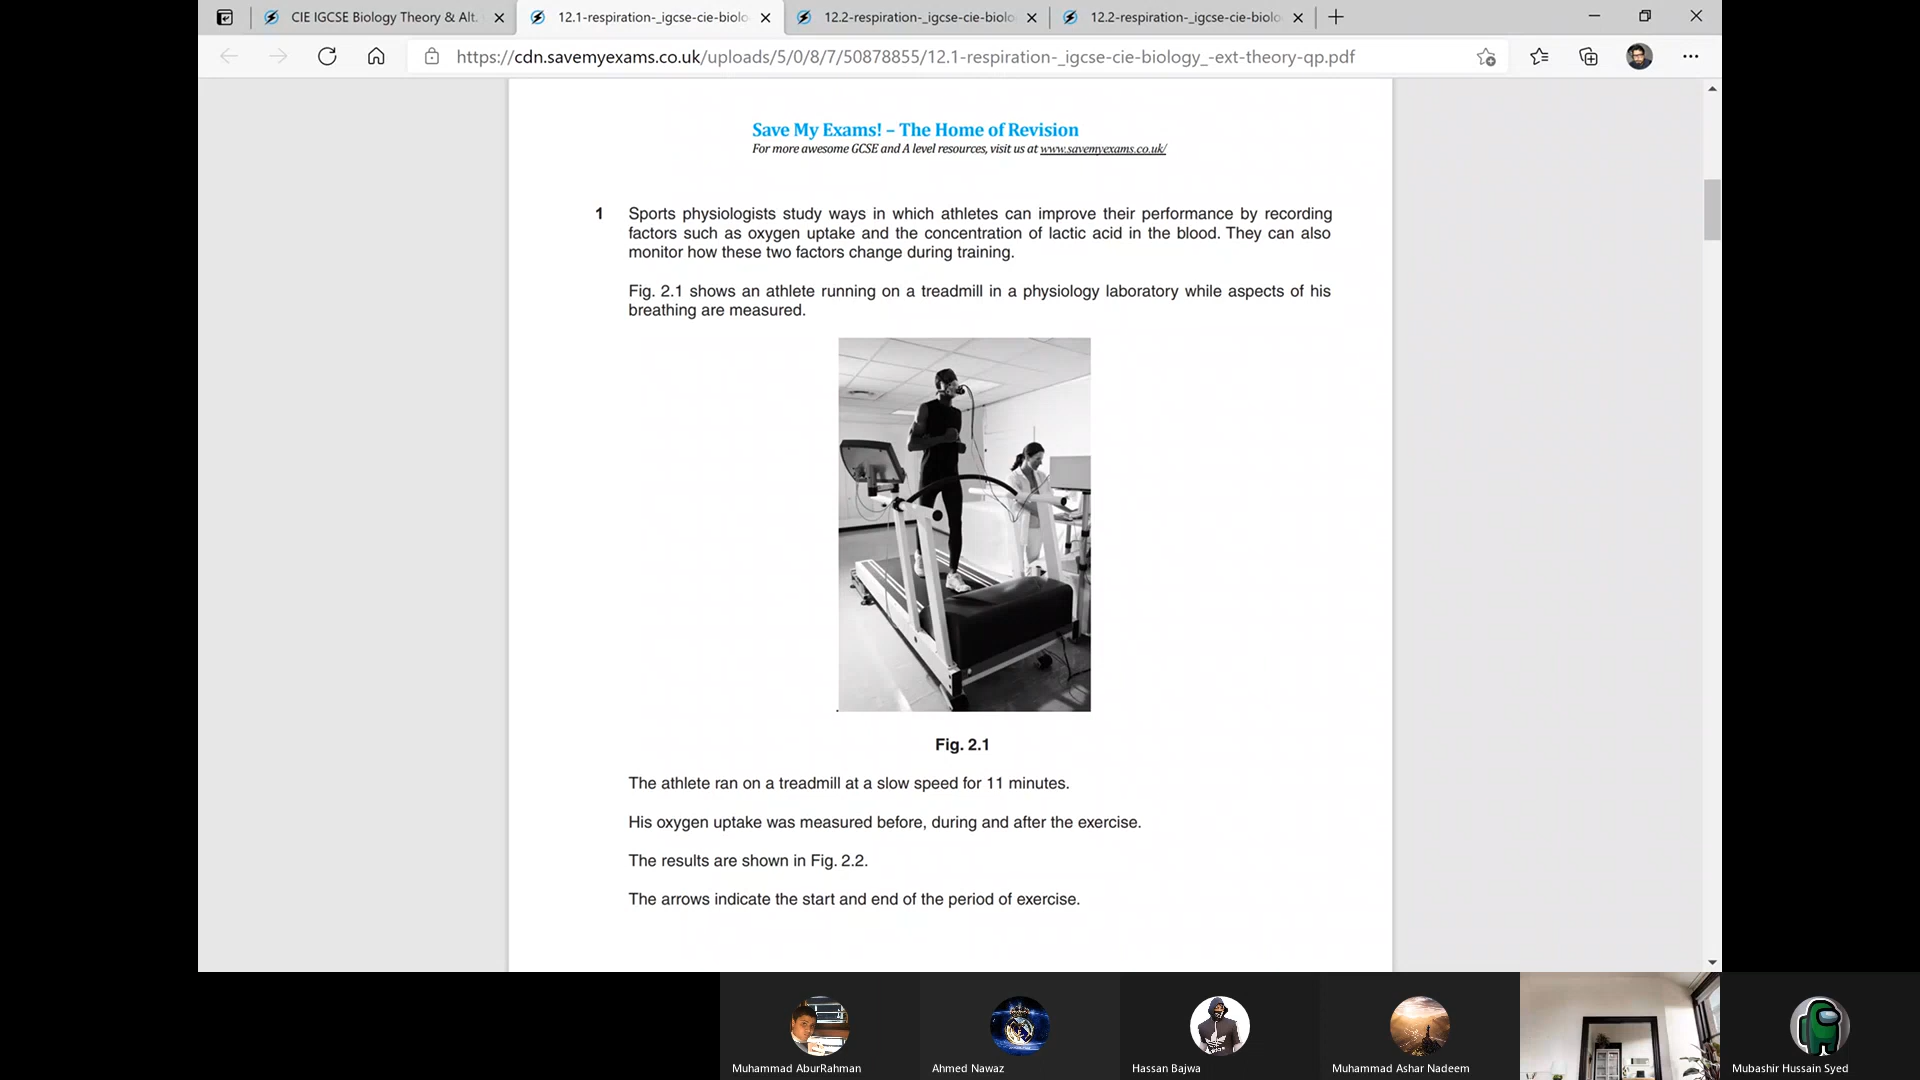 CIE IGCSE Biology Theory & Alt.
12.1-respiration-_igcse-cie-biolo
12.2-respiration-_igcse-cie-biolo
12.2-respiration-_igcse-cie-biolo
https://cdn.savemyexams.co.uk/uploads/5/0/8/7/50878855/12.1-respiration-_igcse-cie-biology_-ext-theory-qp.pdf
Save My Exams! – The Home of Revision
For more awesome GCSE and A level resources, visit us at www.savemyexams.co.uk/
1 Sports physiologists study ways in which athletes can improve their performance by recording
factors such as oxygen uptake and the concentration of lactic acid in the blood. They can also
monitor how these two factors change during training.
Fig. 2.1 shows an athlete running on a treadmill in a physiology laboratory while aspects of his
breathing are measured.
Fig. 2.1
The athlete ran on a treadmill at a slow speed for 11 minutes.
His oxygen uptake was measured before, during and after the exercise.
The results are shown in Fig. 2.2.
The arrows indicate the start and end of the period of exercise.
Muhammad AburRahman
Ahmed Nawaz
Hassan Bajwa
Muhammad Ashar Nadeem
Mubashir Hussain Syed